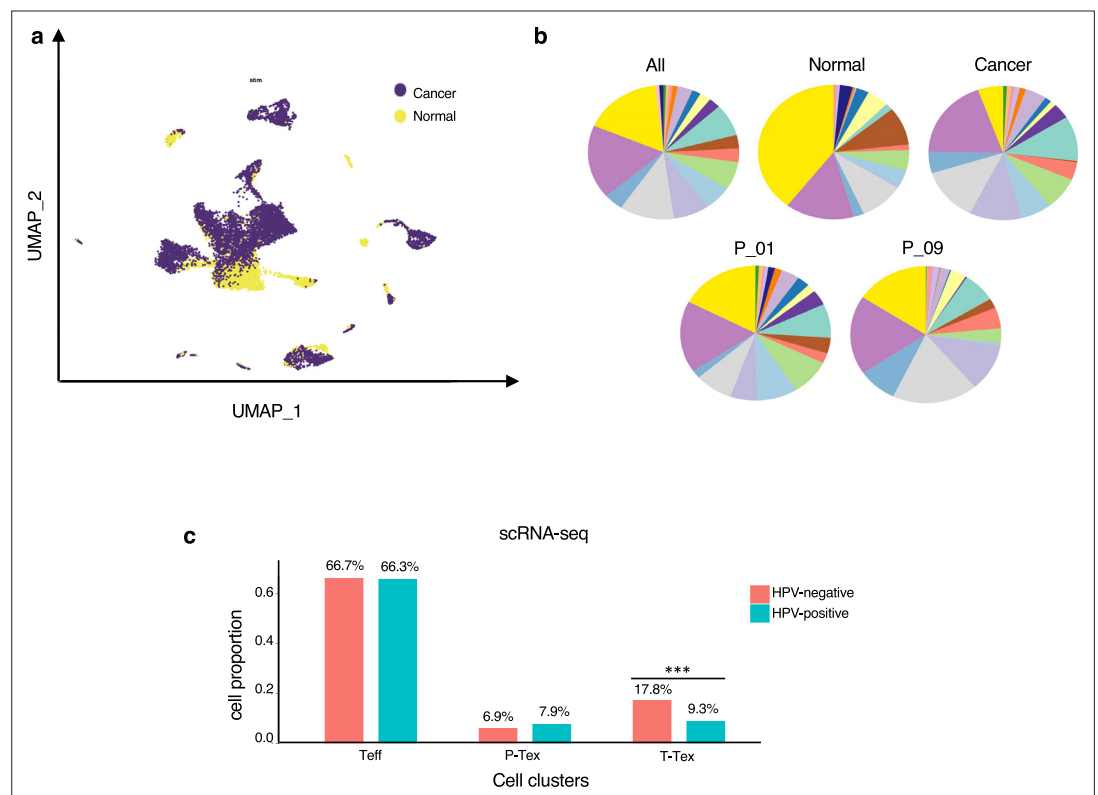 a
stim
Cancer
Normal
UMAP_2
UMAP_1
b
All
Normal
Cancer
P_01
P_09
c
scRNA-seq
cell proportion
0.6
0.4
0.2
0.0
66.7%
66.3%
6.9%
7.9%
***
17.8%
9.3%
HPV-negative
HPV-positive
Teff
P-Tex
T-Tex
Cell clusters